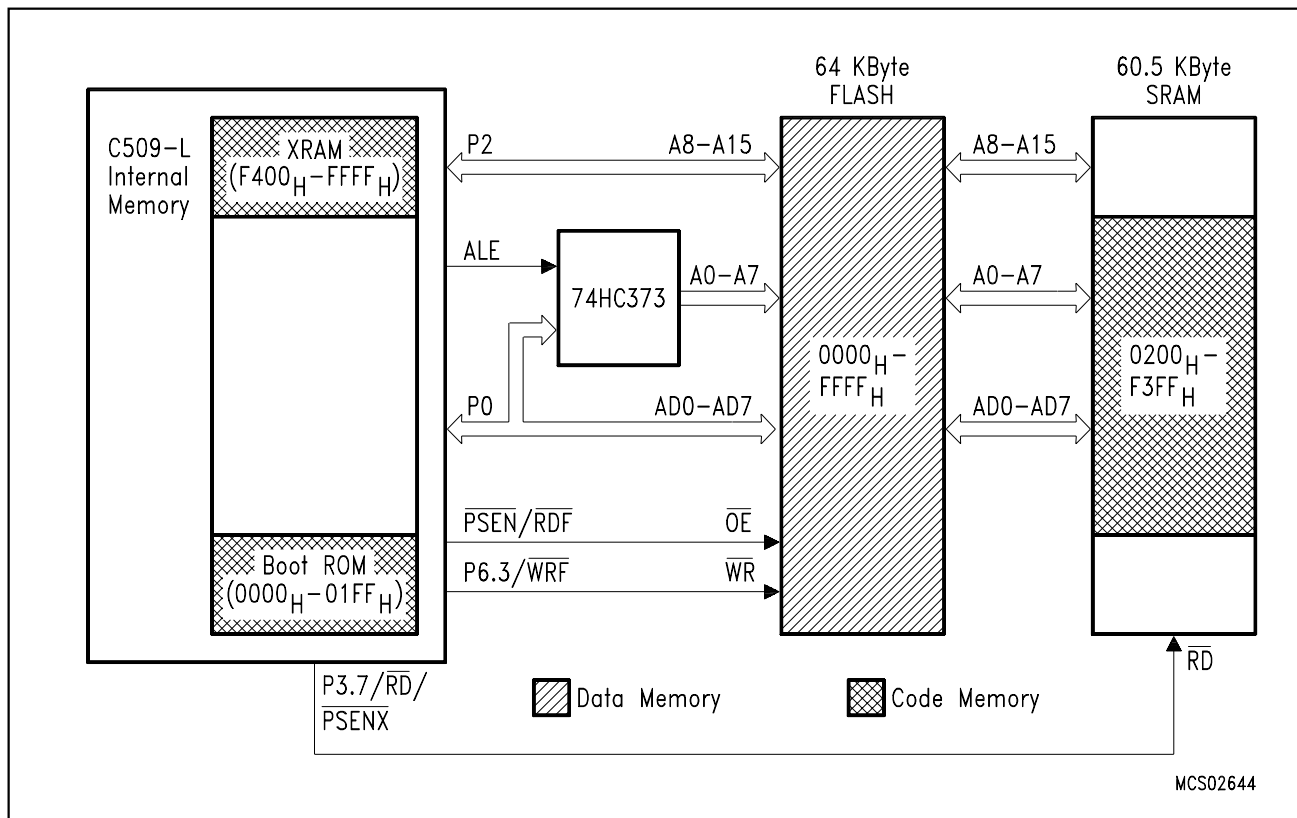 64 KByte
FLASH
60.5 KByte
SRAM
C509-L
Internal
Memory
XRAM
(F400H-FFFFH)
P2
A8-A15
A8-A15
ALE
74HC373
A0-A7
A0-A7
0000H-
FFFFH
0200H-
F3FFH
P0
AD0-AD7
AD0-AD7
PSEN/RDF
OE
Boot ROM
(0000H-01FFH)
P6.3/WRF
WR
RD
P3.7/RD/
PSENX
Data Memory
Code Memory
MCS02644